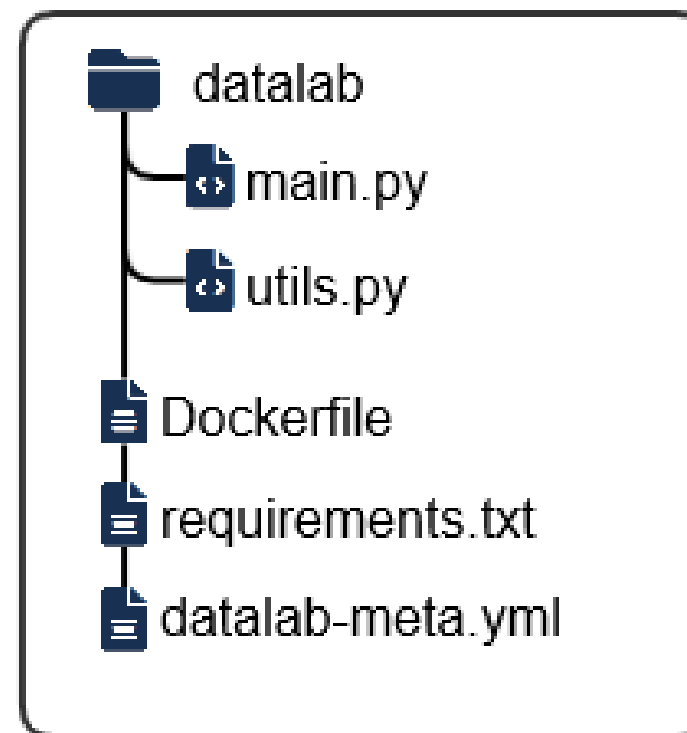 datalab
main.py
utils.py
Dockerfile
requirements.txt
datalab-meta.yml